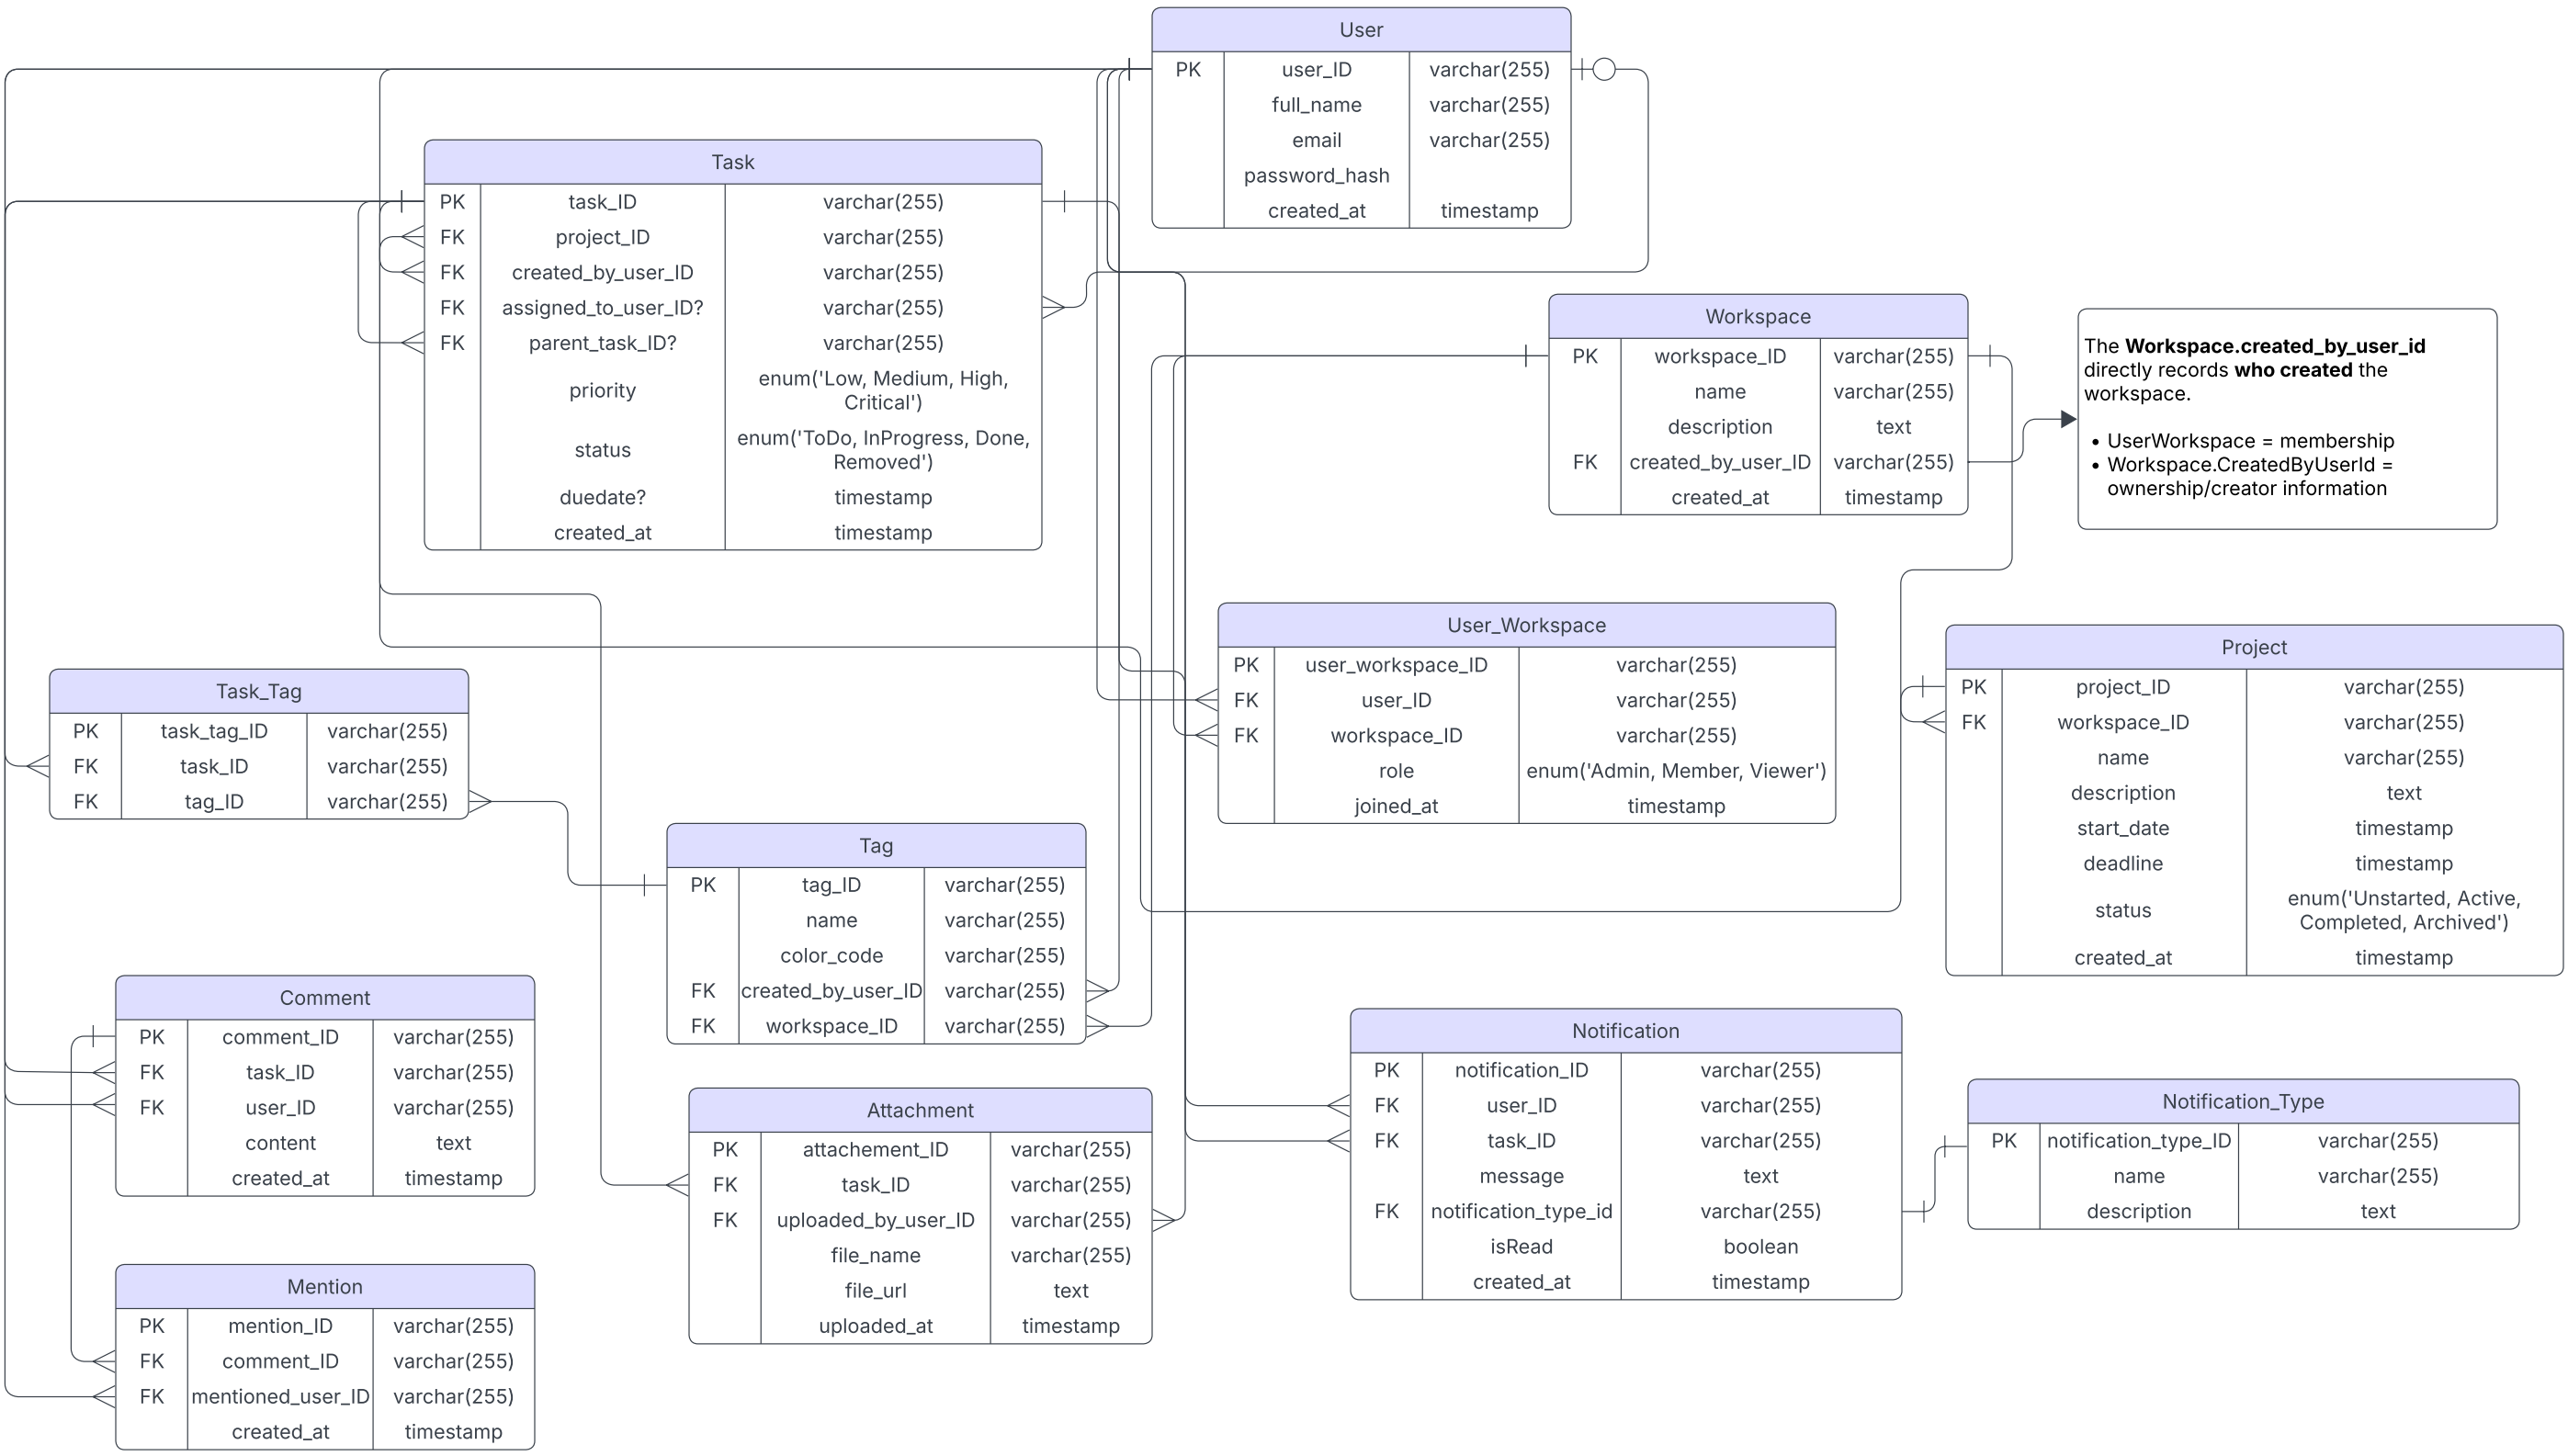 User
PK user_ID varchar(255)
full_name varchar(255)
email varchar(255)
password_hash
created_at timestamp
Task
PK task_ID varchar(255)
FK project_ID varchar(255)
FK created_by_user_ID varchar(255)
FK assigned_to_user_ID? varchar(255)
FK parent_task_ID? varchar(255)
priority enum('Low, Medium, High,
Critical')
status enum('ToDo, InProgress, Done,
Removed')
duedate? timestamp
created_at timestamp
Workspace
PK workspace_ID varchar(255)
name varchar(255)
description text
FK created_by_user_ID varchar(255)
created_at timestamp
The Workspace.created_by_user_id
directly records who created the
workspace.
• UserWorkspace = membership
• Workspace.CreatedByUserId =
ownership/creator information
User_Workspace
PK user_workspace_ID varchar(255)
FK user_ID varchar(255)
FK workspace_ID varchar(255)
role enum('Admin, Member, Viewer')
joined_at timestamp
Project
PK project_ID varchar(255)
FK workspace_ID varchar(255)
name varchar(255)
description text
start_date timestamp
deadline timestamp
status enum('Unstarted, Active,
Completed, Archived')
created_at timestamp
Task_Tag
PK task_tag_ID varchar(255)
FK task_ID varchar(255)
FK tag_ID varchar(255)
Tag
PK tag_ID varchar(255)
name varchar(255)
color_code varchar(255)
FK created_by_user_ID varchar(255)
FK workspace_ID varchar(255)
Comment
PK comment_ID varchar(255)
FK task_ID varchar(255)
FK user_ID varchar(255)
content text
created_at timestamp
Attachment
PK attachement_ID varchar(255)
FK task_ID varchar(255)
FK uploaded_by_user_ID varchar(255)
file_name varchar(255)
file_url text
uploaded_at timestamp
Notification
PK notification_ID varchar(255)
FK user_ID varchar(255)
FK task_ID varchar(255)
message text
FK notification_type_id varchar(255)
isRead boolean
created_at timestamp
Notification_Type
PK notification_type_ID varchar(255)
name varchar(255)
description text
Mention
PK mention_ID varchar(255)
FK comment_ID varchar(255)
FK mentioned_user_ID varchar(255)
created_at timestamp